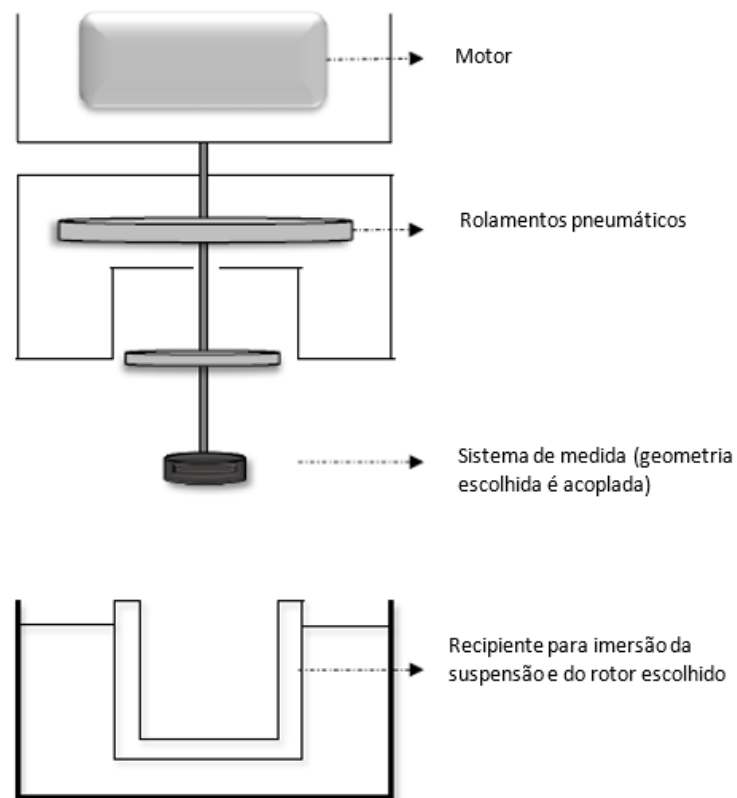 Motor
Rolamentos pneumáticos
Sistema de medida (geometria
escolhida é acoplada)
Recipiente para imersão da
suspensão e do rotor escolhido